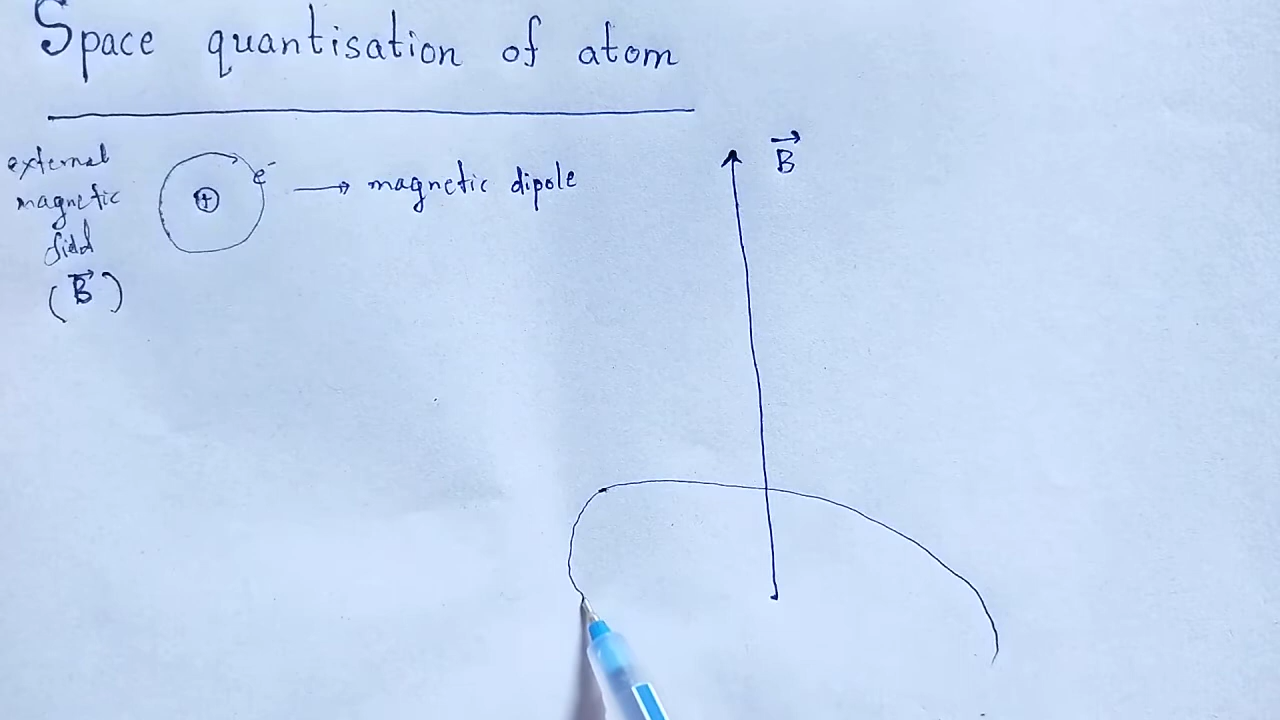 Space quantisation of atom
external
magnetic
field
(B⃗)
⊕
e⁻
→ magnetic dipole
B⃗